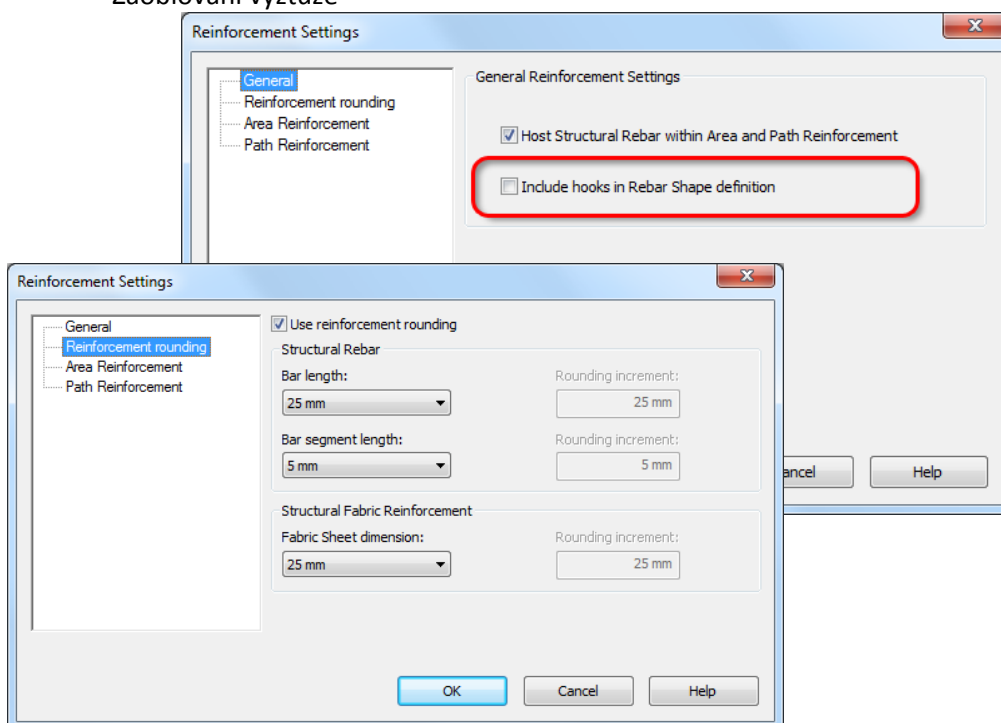 Zaoblování výztuže
Reinforcement Settings
General
Reinforcement rounding
Area Reinforcement
Path Reinforcement
General Reinforcement Settings
Host Structural Rebar within Area and Path Reinforcement
Include hooks in Rebar Shape definition
ancel
Help
Reinforcement Settings
General
Reinforcement rounding
Area Reinforcement
Path Reinforcement
Use reinforcement rounding
Structural Rebar
Bar length:
Rounding increment:
25 mm
25 mm
Bar segment length:
Rounding increment:
5 mm
5 mm
Structural Fabric Reinforcement
Fabric Sheet dimension:
Rounding increment:
25 mm
25 mm
OK
Cancel
Help